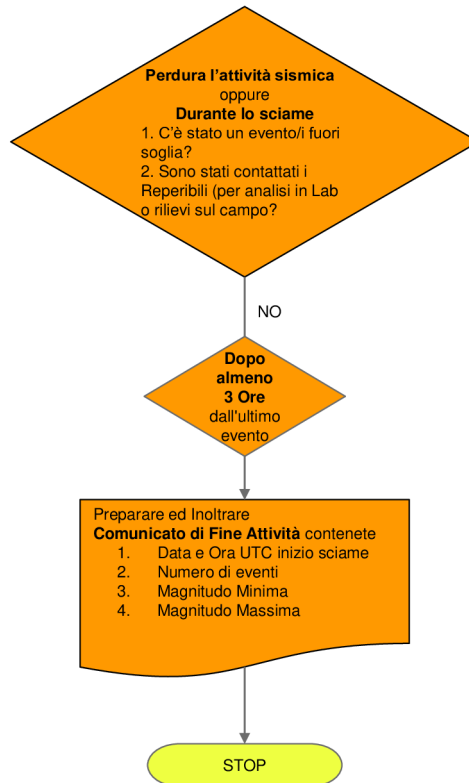 Perdura l'attività sismica
oppure
Durante lo sciame
1. C'è stato un evento/i fuori
soglia?
2. Sono stati contattati i
Reperibili (per analisi in Lab
o rilievi sul campo?
NO
Dopo
almeno
3 Ore
dall'ultimo
evento
Preparare ed Inoltrare
Comunicato di Fine Attività contenete
1. Data e Ora UTC inizio sciame
2. Numero di eventi
3. Magnitudo Minima
4. Magnitudo Massima
STOP